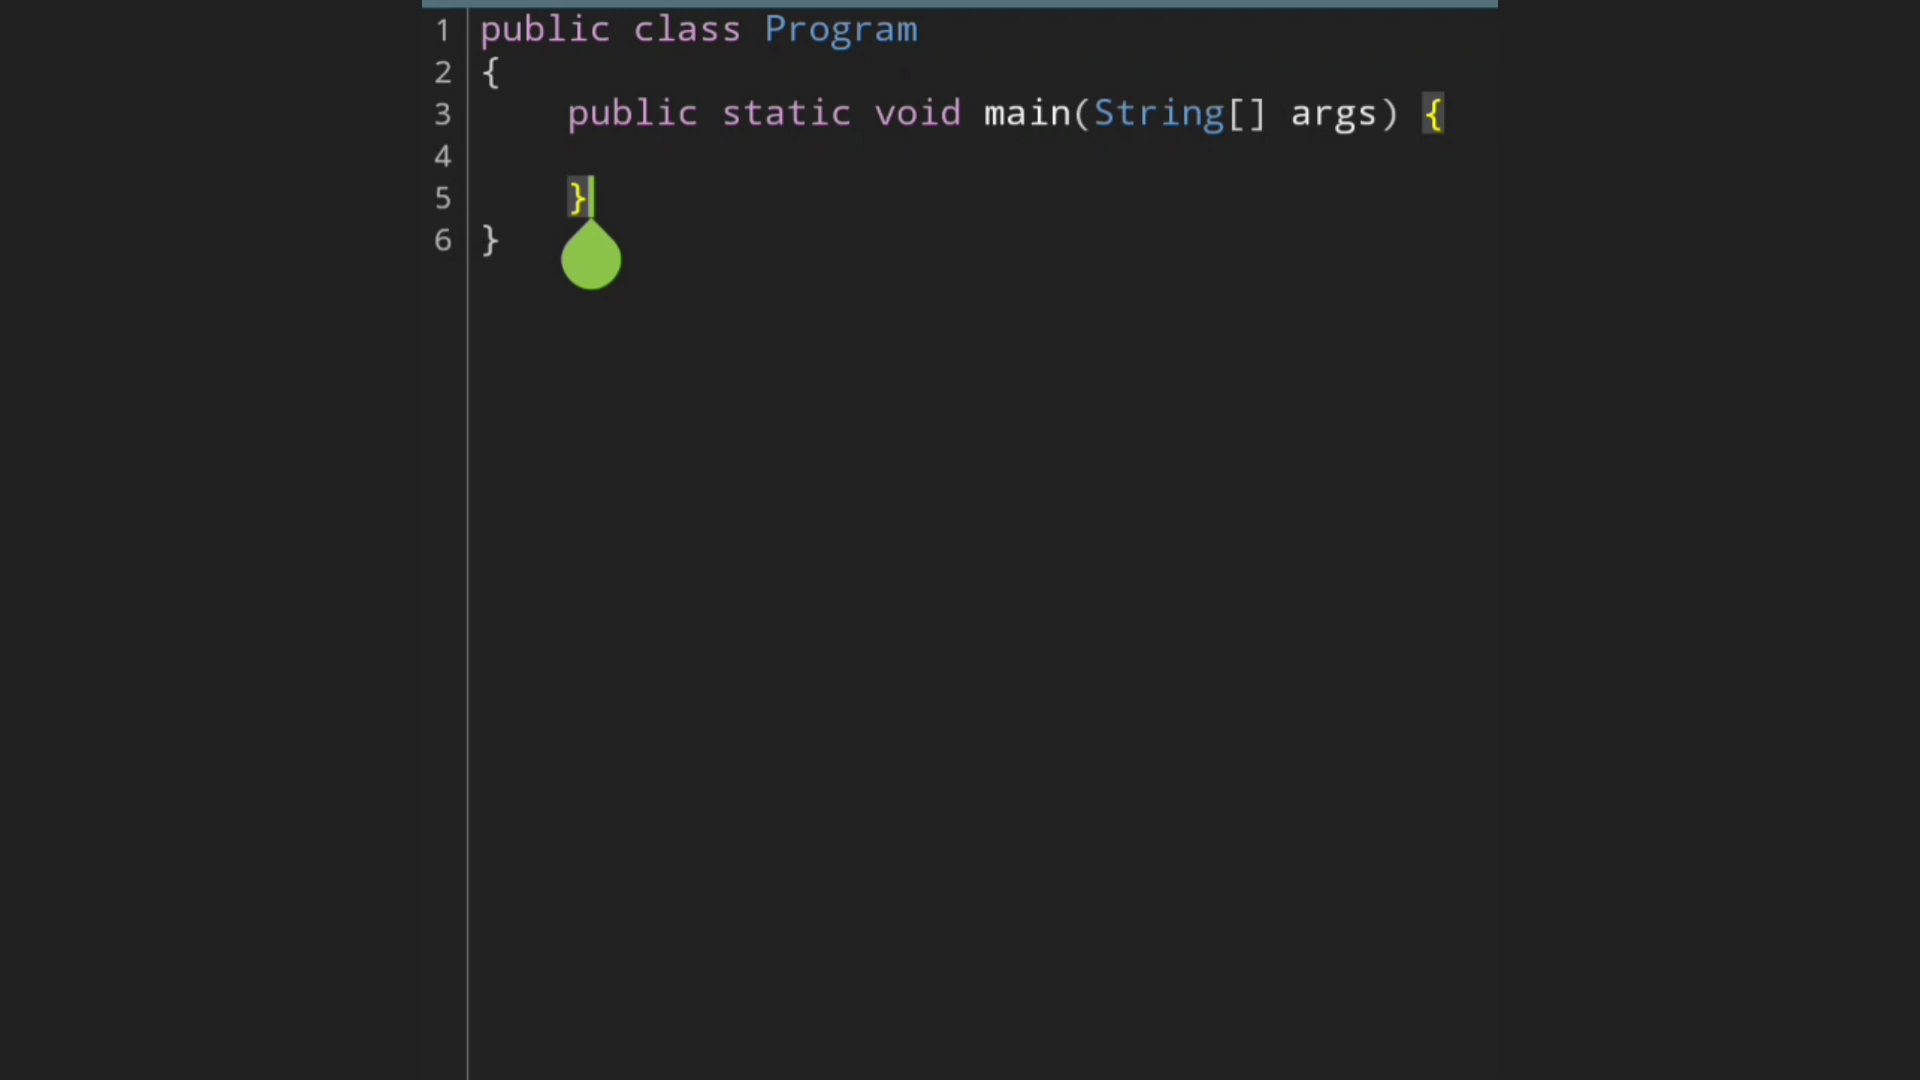 1 public class Program
2 {
3     public static void main(String[] args) {
4
5     }
6 }